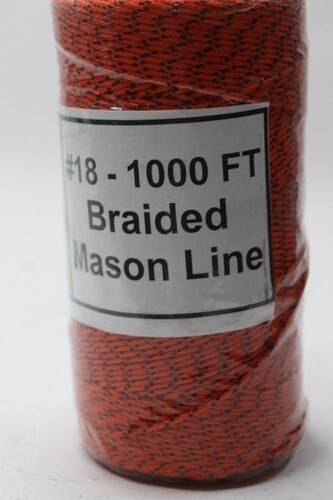 #18 - 1000 FT
Braided
Mason Line